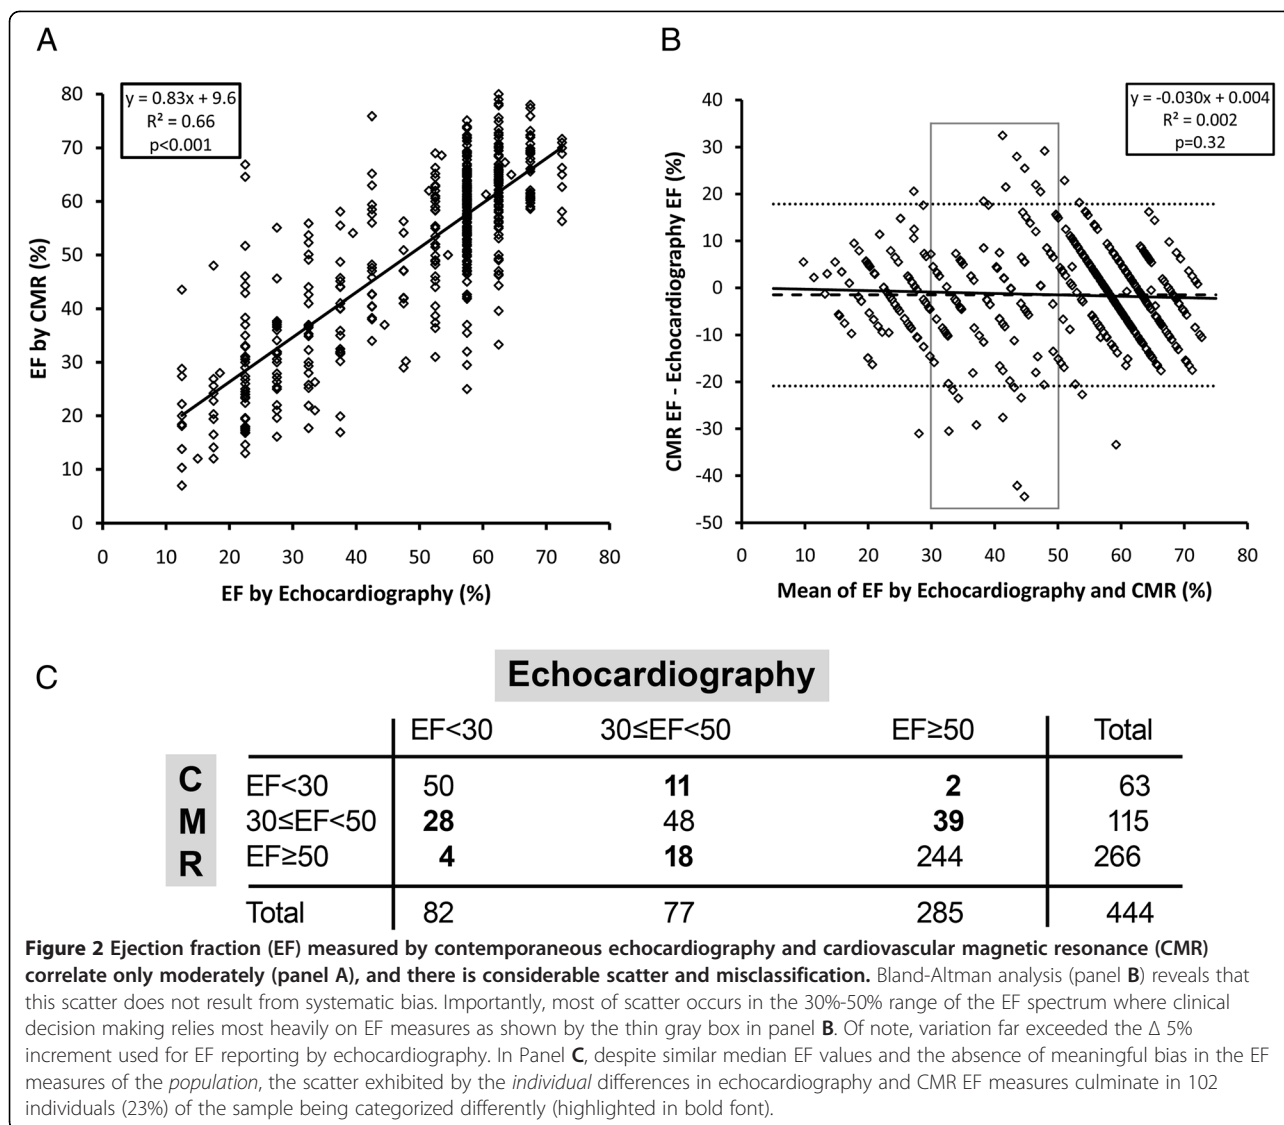 A
y = 0.83x + 9.6
R² = 0.66
p<0.001
80
70
60
50
40
30
20
10
0
EF by CMR (%)
0 10 20 30 40 50 60 70 80
EF by Echocardiography (%)
B
y = -0.030x + 0.004
R² = 0.002
p=0.32
40
30
20
10
0
-10
-20
-30
-40
-50
CMR EF - Echocardiography EF (%)
0 10 20 30 40 50 60 70 80
Mean of EF by Echocardiography and CMR (%)
C
Echocardiography
EF<30 30≤EF<50 EF≥50 Total
C EF<30 50 11 2 63
M 30≤EF<50 28 48 39 115
R EF≥50 4 18 244 266
Total 82 77 285 444
Figure 2 Ejection fraction (EF) measured by contemporaneous echocardiography and cardiovascular magnetic resonance (CMR)
correlate only moderately (panel A), and there is considerable scatter and misclassification. Bland-Altman analysis (panel B) reveals that
this scatter does not result from systematic bias. Importantly, most of scatter occurs in the 30%-50% range of the EF spectrum where clinical
decision making relies most heavily on EF measures as shown by the thin gray box in panel B. Of note, variation far exceeded the Δ 5%
increment used for EF reporting by echocardiography. In Panel C, despite similar median EF values and the absence of meaningful bias in the EF
measures of the population, the scatter exhibited by the individual differences in echocardiography and CMR EF measures culminate in 102
individuals (23%) of the sample being categorized differently (highlighted in bold font).